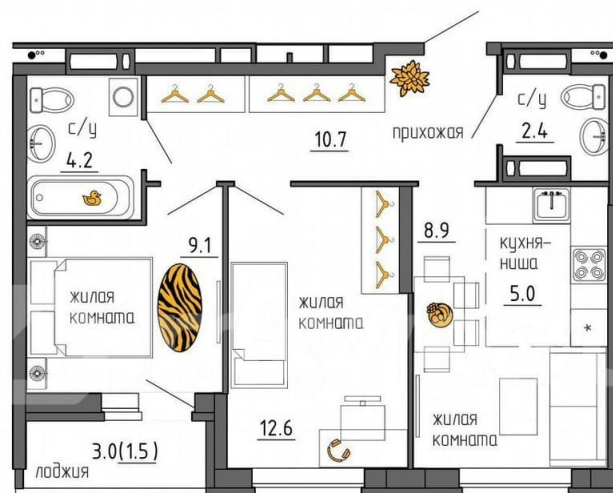 с/у
4.2
10.7
прихожая
с/у
2.4
9.1
8.9
кухня-
ниша
5.0
жилая
комната
жилая
комната
12.6
жилая
комната
3.0(1.5)
лоджия